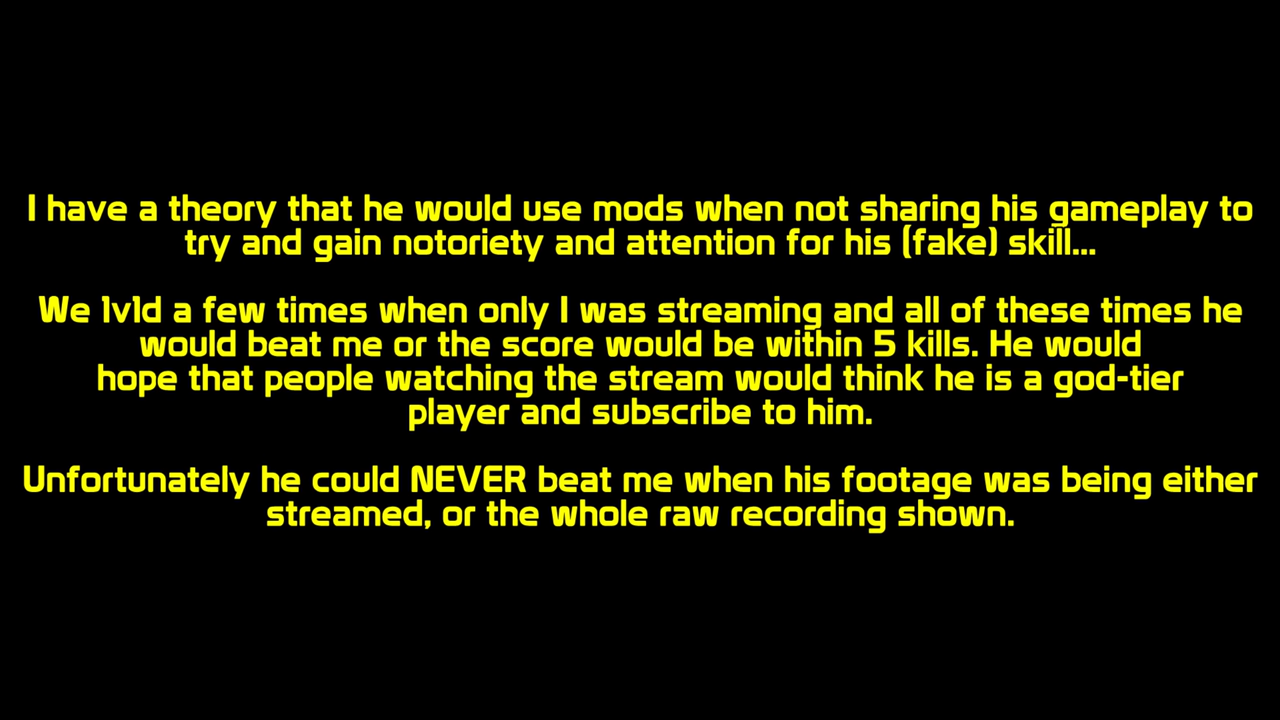 I have a theory that he would use mods when not sharing his gameplay to
try and gain notoriety and attention for his (fake) skill...
We 1v1d a few times when only I was streaming and all of these times he
would beat me or the score would be within 5 kills. He would
hope that people watching the stream would think he is a god-tier
player and subscribe to him.
Unfortunately he could NEVER beat me when his footage was being either
streamed, or the whole raw recording shown.